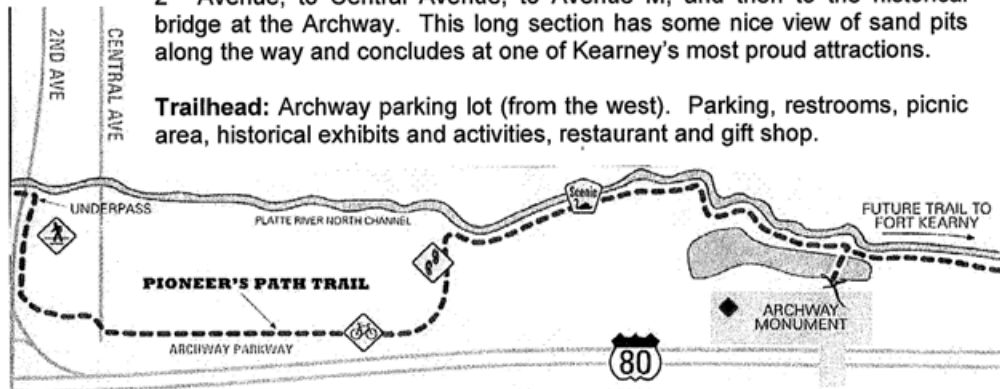 2 Avenue, to Central Avenue, to Avenue M, and then to the historical
bridge at the Archway. This long section has some nice view of sand pits
along the way and concludes at one of Kearney's most proud attractions.
Trailhead: Archway parking lot (from the west). Parking, restrooms, picnic
area, historical exhibits and activities, restaurant and gift shop.
2ND AVE
CENTRAL AVE
UNDERPASS
PLATTE RIVER NORTH CHANNEL
Scenic
FUTURE TRAIL TO
FORT KEARNY
PIONEER'S PATH TRAIL
ARCHWAY PARKWAY
ARCHWAY
MONUMENT
80